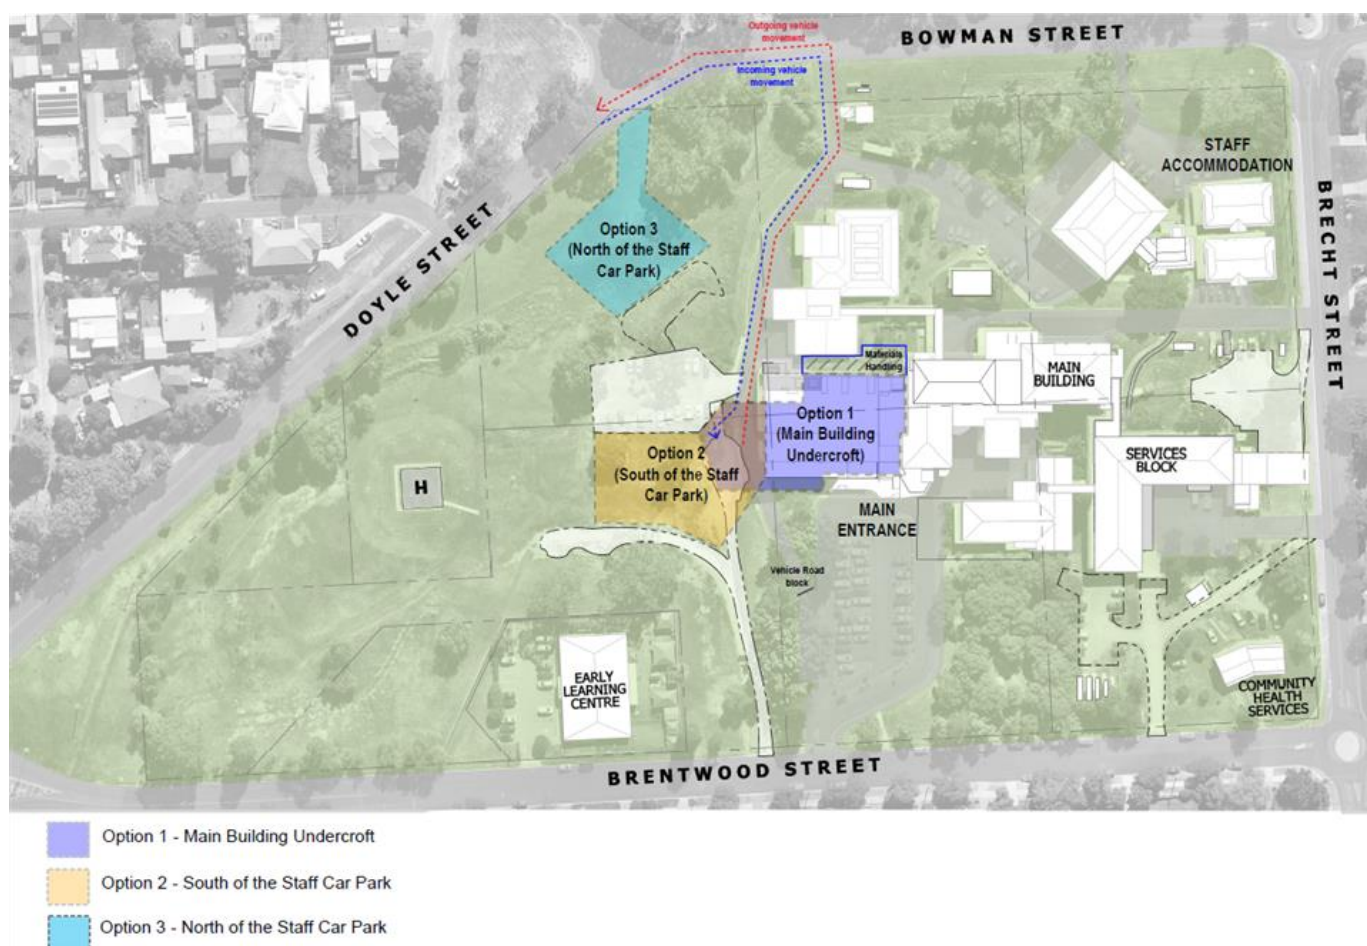 Outgoing vehicle
movement
BOWMAN STREET
Incoming vehicle
movement
STAFF
ACCOMMODATION
BRECHT STREET
DOYLE STREET
Option 3
(North of the Staff
Car Park)
Materials
Handling
MAIN
BUILDING
Option 1
(Main Building
Undercroft)
Option 2
(South of the Staff
Car Park)
SERVICES
BLOCK
H
MAIN
ENTRANCE
Vehicle Road
block
EARLY
LEARNING
CENTRE
COMMUNITY
HEALTH
SERVICES
BRENTWOOD STREET
Option 1 - Main Building Undercroft
Option 2 - South of the Staff Car Park
Option 3 - North of the Staff Car Park